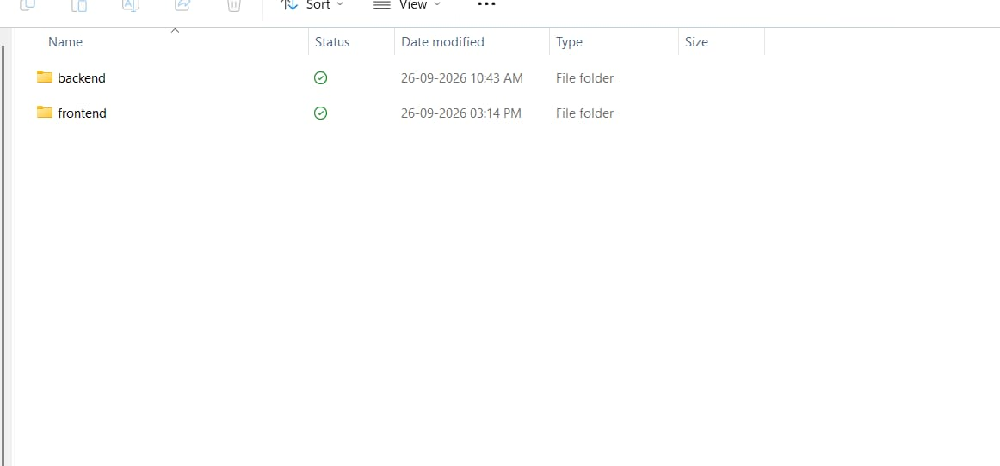 Sort View
Name Status Date modified Type Size
backend 26-09-2026 10:43 AM File folder
frontend 26-09-2026 03:14 PM File folder